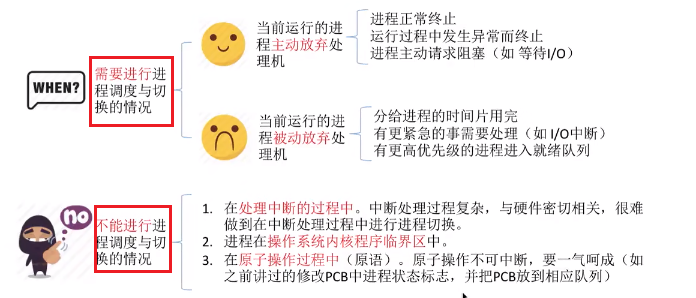 WHEN?
需要进行进
程调度与切
换的情况
当前运行的进
程主动放弃处
理机
进程正常终止
运行过程中发生异常而终止
进程主动请求阻塞（如 等待I/O）
当前运行的进
程被动放弃处
理机
分给进程的时间片用完
有更紧急的事需要处理（如 I/O中断）
有更高优先级的进程进入就绪队列
no
不能进行进
程调度与切
换的情况
1. 在处理中断的过程中。中断处理过程复杂，与硬件密切相关，很难
做到在中断处理过程中进行进程切换。
2. 进程在操作系统内核程序临界区中。
3. 在原子操作过程中（原语）。原子操作不可中断，要一气呵成（如
之前讲过的修改PCB中进程状态标志，并把PCB放到相应队列）